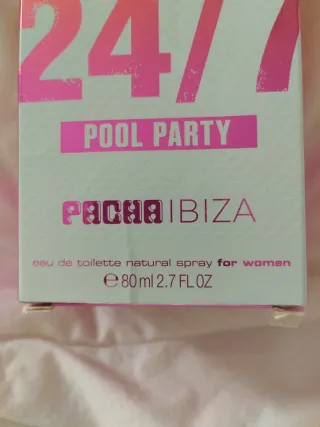 24/7
POOL PARTY
PACHA IBIZA
eau de toilette natural spray for women
℮ 80 ml 2.7 FL OZ